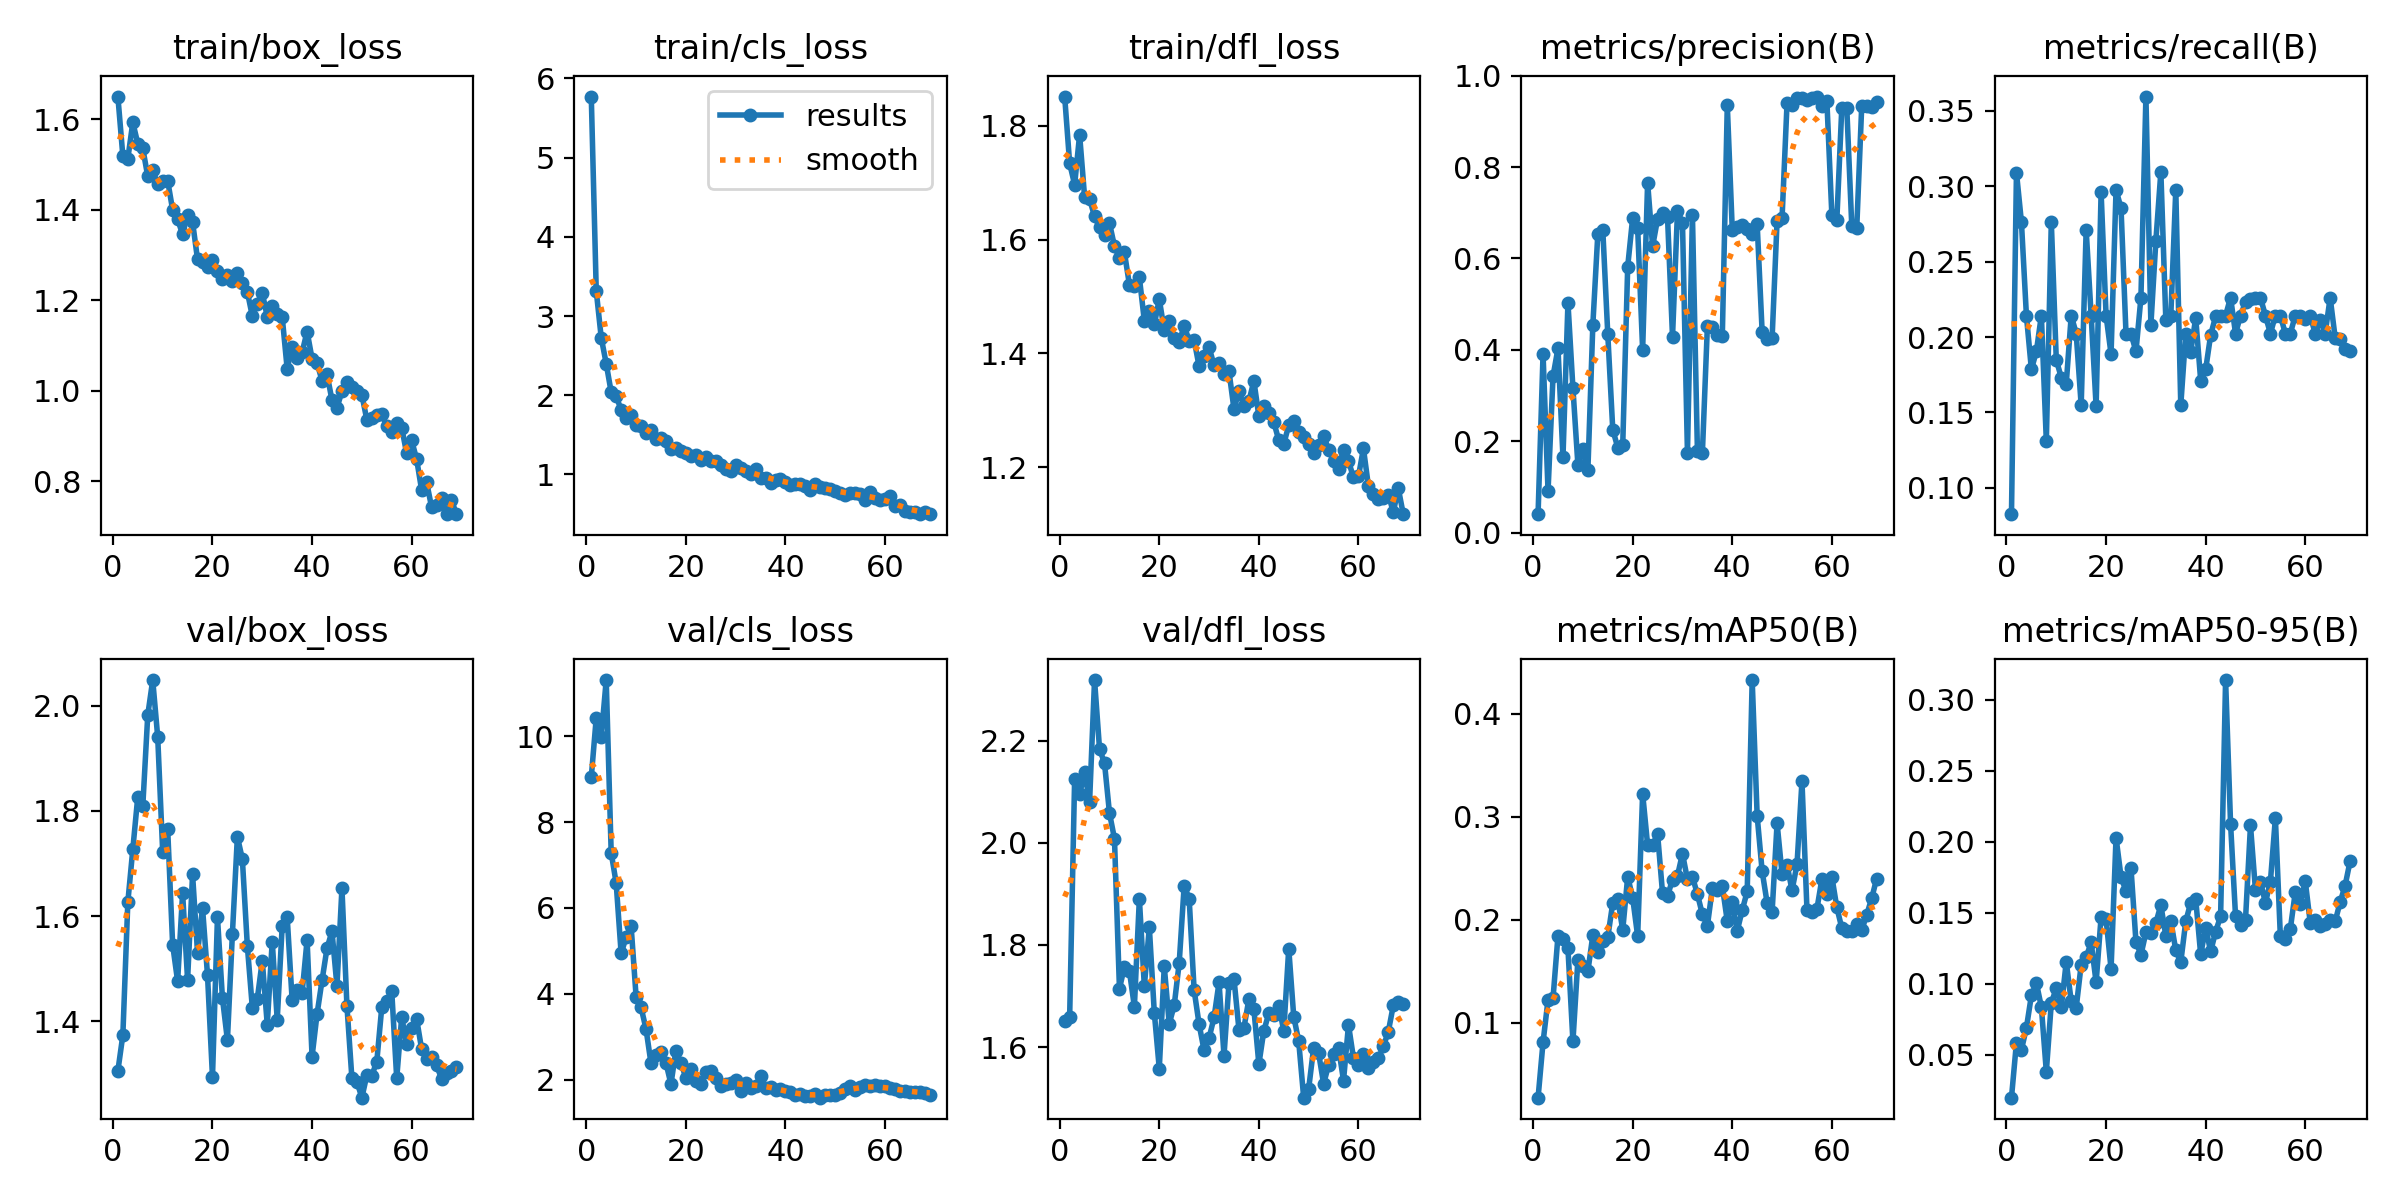 train/box_loss
1.6
1.4
1.2
1.0
0.8
0 20 40 60
train/cls_loss
results
smooth
6
5
4
3
2
1
0 20 40 60
train/dfl_loss
1.8
1.6
1.4
1.2
0 20 40 60
metrics/precision(B)
1.0
0.8
0.6
0.4
0.2
0.0
0 20 40 60
metrics/recall(B)
0.35
0.30
0.25
0.20
0.15
0.10
0 20 40 60
val/box_loss
2.0
1.8
1.6
1.4
0 20 40 60
val/cls_loss
10
8
6
4
2
0 20 40 60
val/dfl_loss
2.2
2.0
1.8
1.6
0 20 40 60
metrics/mAP50(B)
0.4
0.3
0.2
0.1
0 20 40 60
metrics/mAP50-95(B)
0.30
0.25
0.20
0.15
0.10
0.05
0 20 40 60